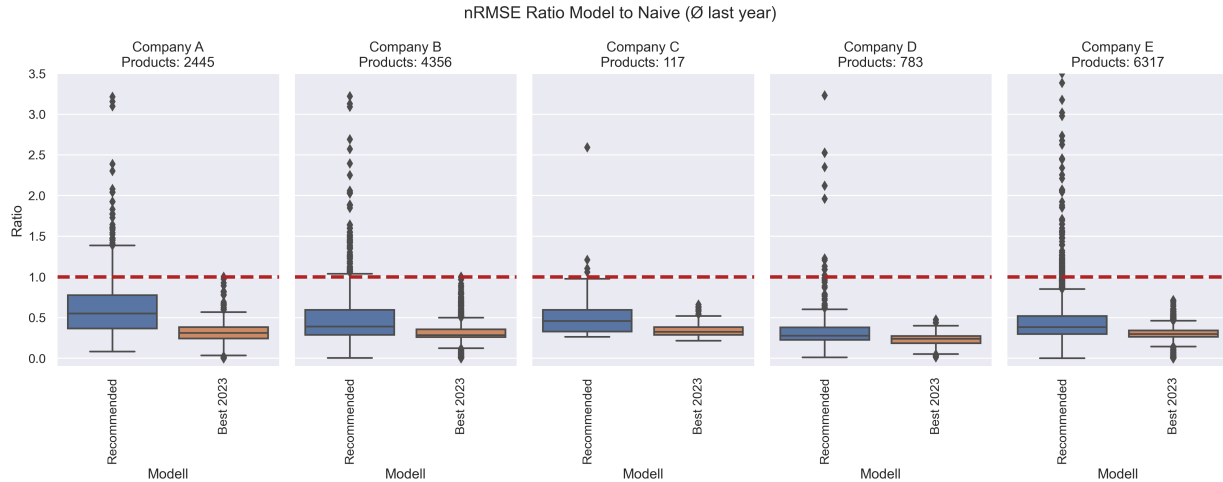 nRMSE Ratio Model to Naive (Ø last year)
Company A
Products: 2445
Company B
Products: 4356
Company C
Products: 117
Company D
Products: 783
Company E
Products: 6317
3.5
3.0
2.5
2.0
1.5
1.0
0.5
0.0
Ratio
Recommended
Best 2023
Recommended
Best 2023
Recommended
Best 2023
Recommended
Best 2023
Recommended
Best 2023
Modell
Modell
Modell
Modell
Modell